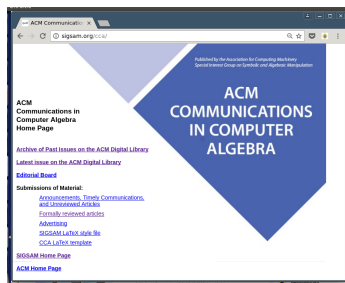 ACM Communication
sigsam.org/cca/
Published by the Association for Computing Machinery
Special Interest Group on Symbolic and Algebraic Manipulation
ACM
COMMUNICATIONS
IN COMPUTER
ALGEBRA
ACM
Communications in
Computer Algebra
Home Page
Archive of Past Issues on the ACM Digital Library
Latest issue on the ACM Digital Library
Editorial Board
Submissions of Material:
Announcements, Timely Communications,
and Unreviewed Articles
Formally reviewed articles
Advertising
SIGSAM LaTeX style file
CCA LaTeX template
SIGSAM Home Page
ACM Home Page